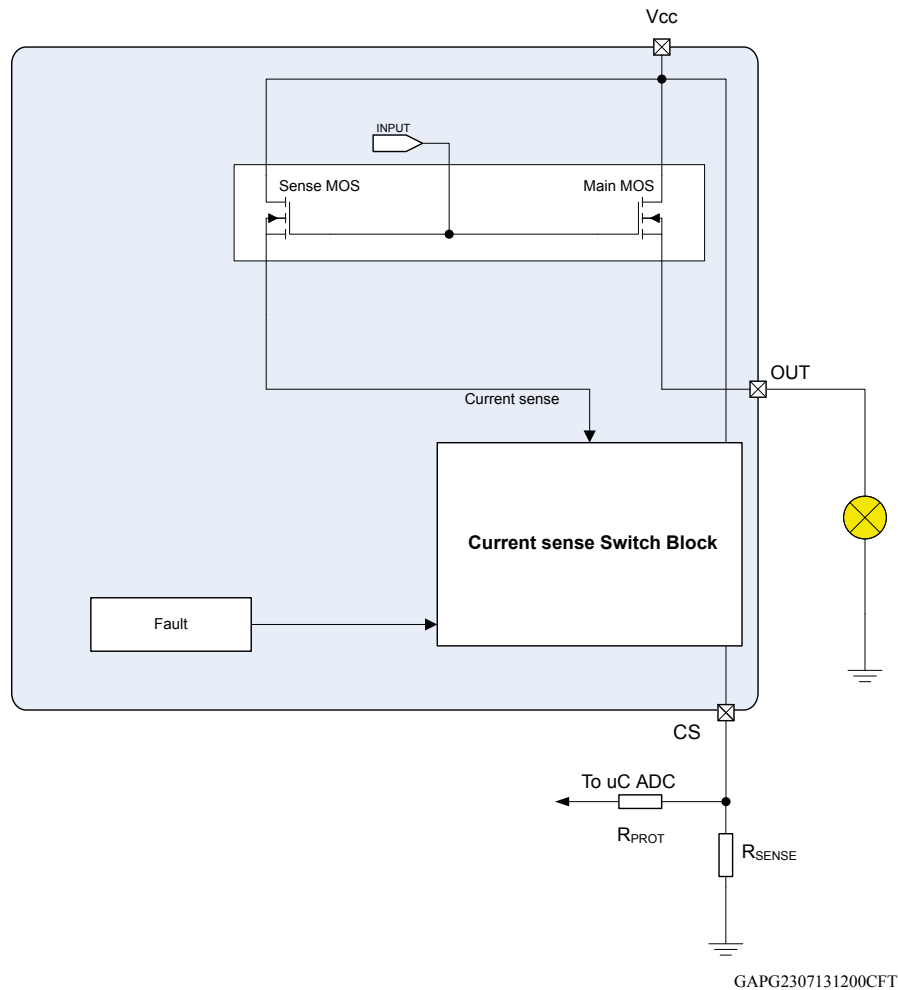 Vcc
INPUT
Sense MOS
Main MOS
OUT
Current sense
Current sense Switch Block
Fault
CS
To uC ADC
RPROT
RSENSE
GAPG2307131200CFT